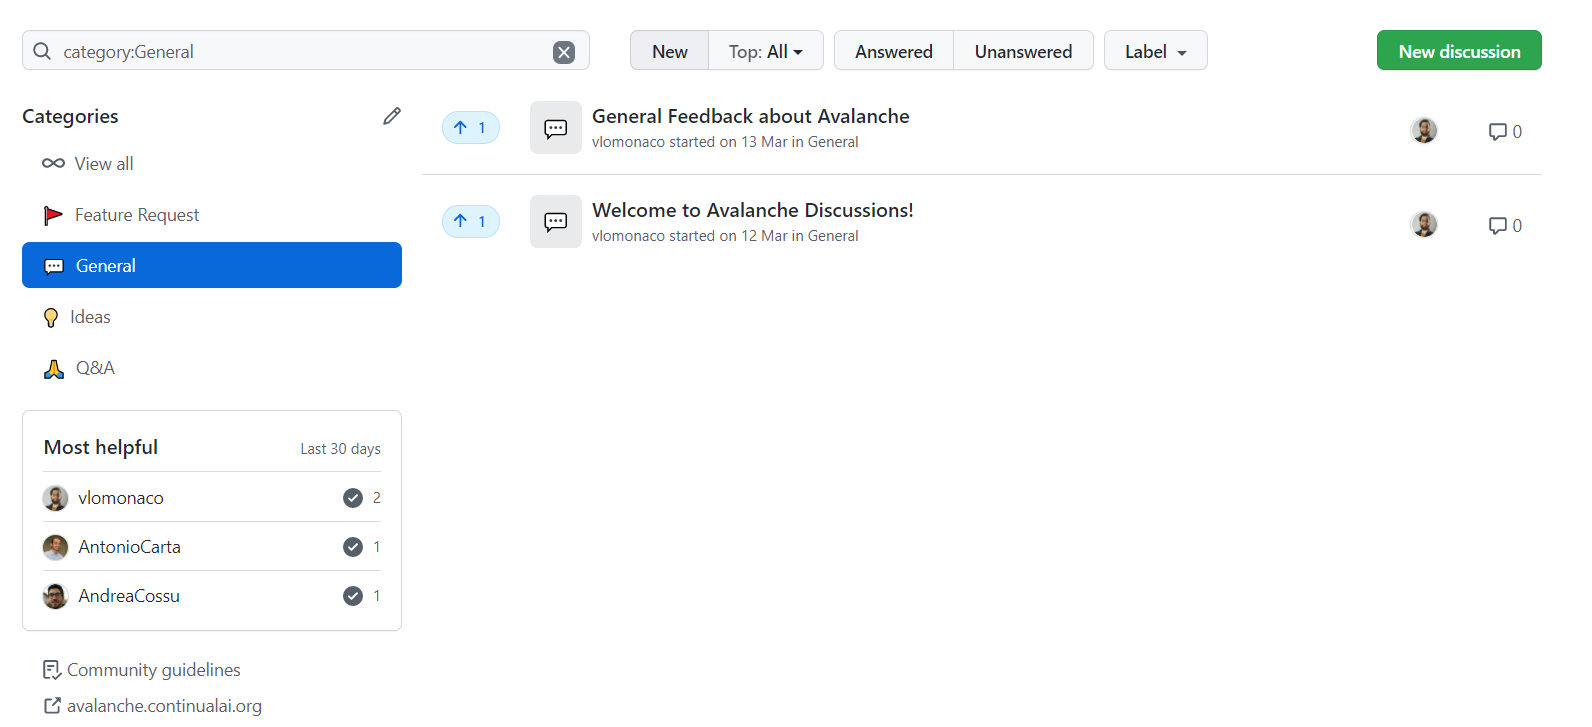 category:General
New
Top: All
Answered
Unanswered
Label
New discussion
Categories
View all
Feature Request
General
Ideas
Q&A
Most helpful
Last 30 days
vlomonaco
2
AntonioCarta
1
AndreaCossu
1
Community guidelines
avalanche.continualai.org
1
General Feedback about Avalanche
vlomonaco started on 13 Mar in General
0
1
Welcome to Avalanche Discussions!
vlomonaco started on 12 Mar in General
0